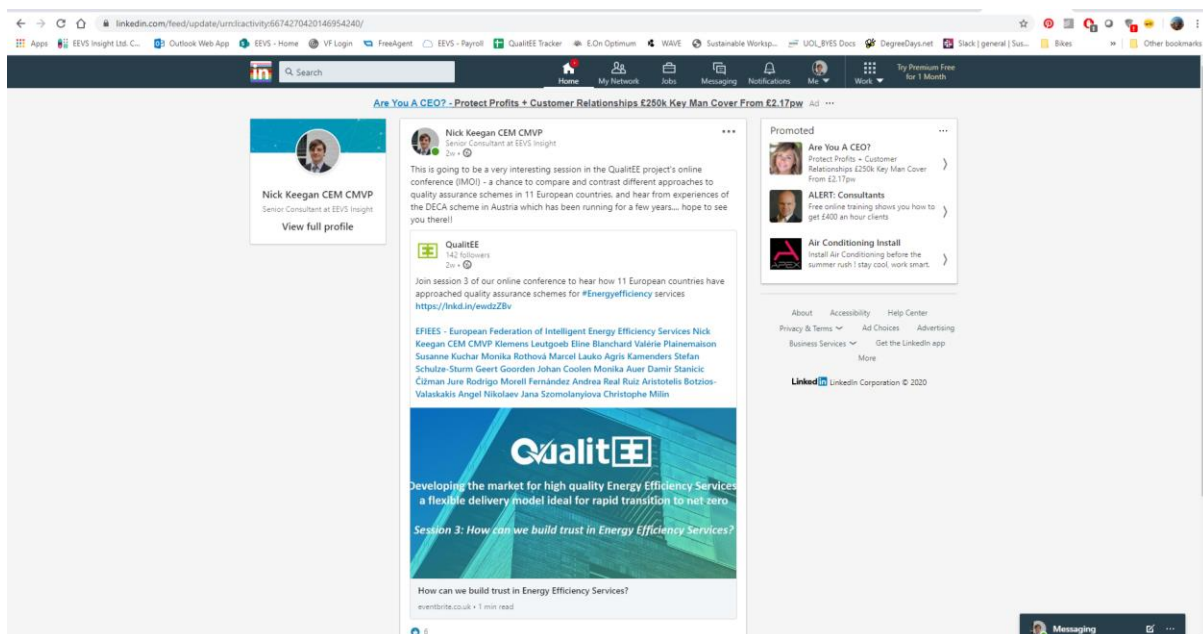 linkedin.com/feed/update/urn:li:activity:6674270420146954240/
Apps
EEVS Insight Ltd. C...
Outlook Web App
EEVS - Home
VF Login
FreeAgent
EEVS - Payroll
QualitEE Tracker
E.On Optimum
WAVE
Sustainable Worksp...
UOL_BYES Docs
DegreeDays.net
Slack | general | Sus...
Bikes
»
Other bookmarks
in
Search
Home
My Network
Jobs
Messaging
Notifications
Me
Work
Try Premium Free
for 1 Month
Are You A CEO? - Protect Profits + Customer Relationships £250k Key Man Cover From £2.17pw Ad ...
Nick Keegan CEM CMVP
Senior Consultant at EEVS Insight
View full profile
Nick Keegan CEM CMVP
Senior Consultant at EEVS Insight
2w •
This is going to be a very interesting session in the QualitEE project's online
conference (IMOI) - a chance to compare and contrast different approaches to
quality assurance schemes in 11 European countries. and hear from experiences of
the DECA scheme in Austria which has been running for a few years.... hope to see
you there!!
QualitEE
142 followers
2w •
Join session 3 of our online conference to hear how 11 European countries have
approached quality assurance schemes for #Energyefficiency services
https://lnkd.in/ewdzZBv
EFIEES - European Federation of Intelligent Energy Efficiency Services Nick
Keegan CEM CMVP Klemens Leutgoeb Eline Blanchard Valérie Plainemaison
Susanne Kuchar Monika Rothová Marcel Lauko Agris Kamenders Stefan
Schulze-Sturm Geert Goorden Johan Coolen Monika Auer Damir Stanicic
Čižman Jure Rodrigo Morell Fernández Andrea Real Ruiz Aristotelis Botzios-
Valaskakis Angel Nikolaev Jana Szomolanyiova Christophe Milin
QualitEE
Developing the market for high quality Energy Efficiency Services
a flexible delivery model ideal for rapid transition to net zero
Session 3: How can we build trust in Energy Efficiency Services?
How can we build trust in Energy Efficiency Services?
eventbrite.co.uk • 1 min read
6
Promoted
Are You A CEO?
Protect Profits + Customer
Relationships £250k Key Man Cover
From £2.17pw
ALERT: Consultants
Free online training shows you how to
get £400 an hour clients
APEX
Air Conditioning Install
Install Air Conditioning before the
summer rush ! stay cool, work smart.
About Accessibility Help Center
Privacy & Terms Ad Choices Advertising
Business Services Get the LinkedIn app
More
Linkedin LinkedIn Corporation © 2020
Messaging